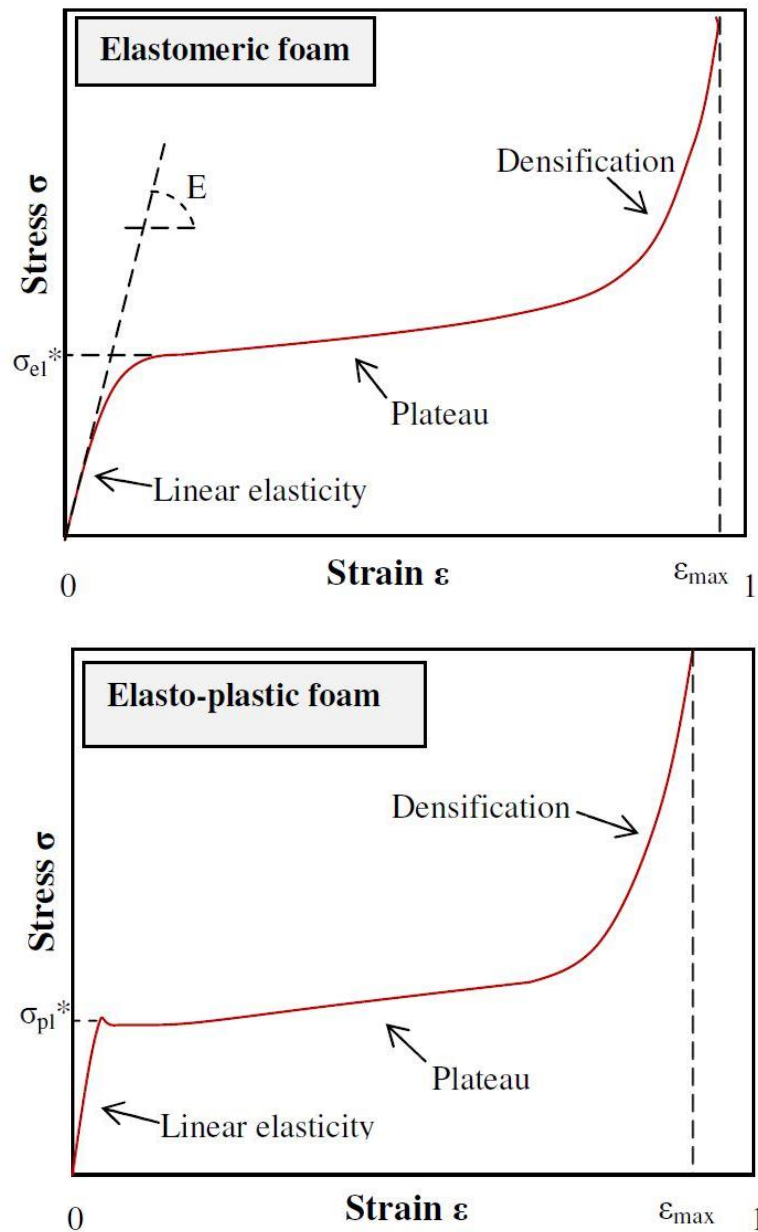 Elastomeric foam
Densification
E
Stress σ
σel*
Plateau
Linear elasticity
0
Strain ε
εmax
1
Elasto-plastic foam
Densification
Stress σ
σpl*
Plateau
Linear elasticity
0
Strain ε
εmax
1